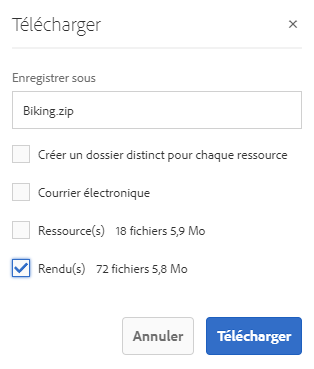 Télécharger
Enregistrer sous
Biking.zip
Créer un dossier distinct pour chaque ressource
Courrier électronique
Ressource(s) 18 fichiers 5,9 Mo
Rendu(s) 72 fichiers 5,8 Mo
Annuler Télécharger